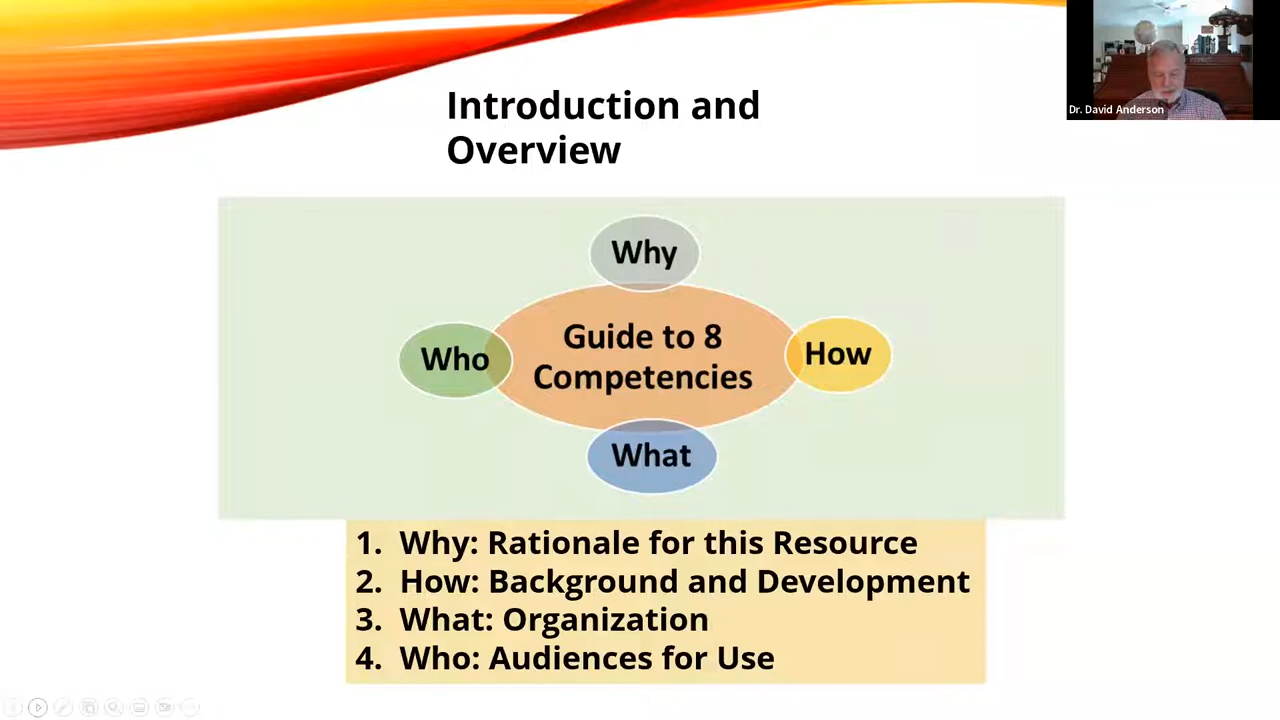 Introduction and
Overview
Dr. David Anderson
Why
Who
Guide to 8
Competencies
How
What
1. Why: Rationale for this Resource
2. How: Background and Development
3. What: Organization
4. Who: Audiences for Use